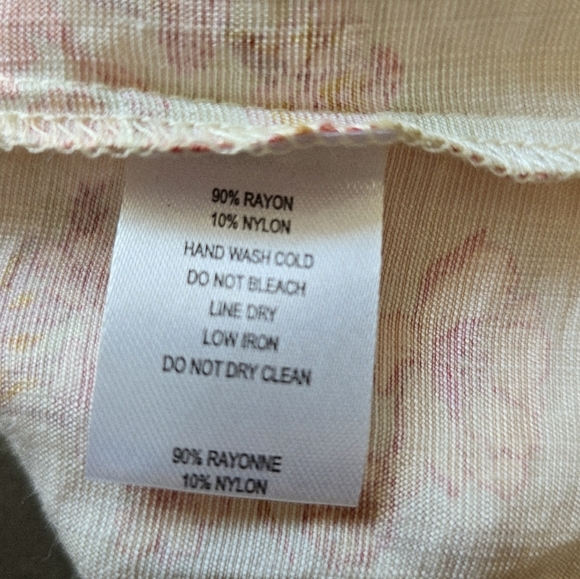 90% RAYON
10% NYLON
HAND WASH COLD
DO NOT BLEACH
LINE DRY
LOW IRON
DO NOT DRY CLEAN
90% RAYONNE
10% NYLON